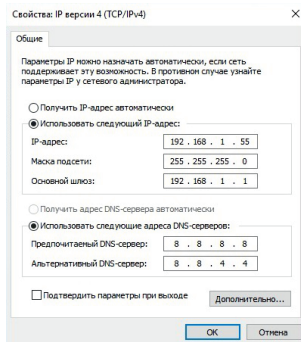 Свойства: IP версии 4 (TCP/IPv4)
Общие
Параметры IP можно назначать автоматически, если сеть
поддерживает эту возможность. В противном случае узнайте
параметры IP у сетевого администратора.
Получить IP-адрес автоматически
Использовать следующий IP-адрес:
IP-адрес: 192 . 168 . 1 . 55
Маска подсети: 255 . 255 . 255 . 0
Основной шлюз: 192 . 168 . 1 . 1
Получить адрес DNS-сервера автоматически
Использовать следующие адреса DNS-серверов:
Предпочитаемый DNS-сервер: 8 . 8 . 8 . 8
Альтернативный DNS-сервер: 8 . 8 . 4 . 4
Подтвердить параметры при выходе
Дополнительно...
ОК Отмена